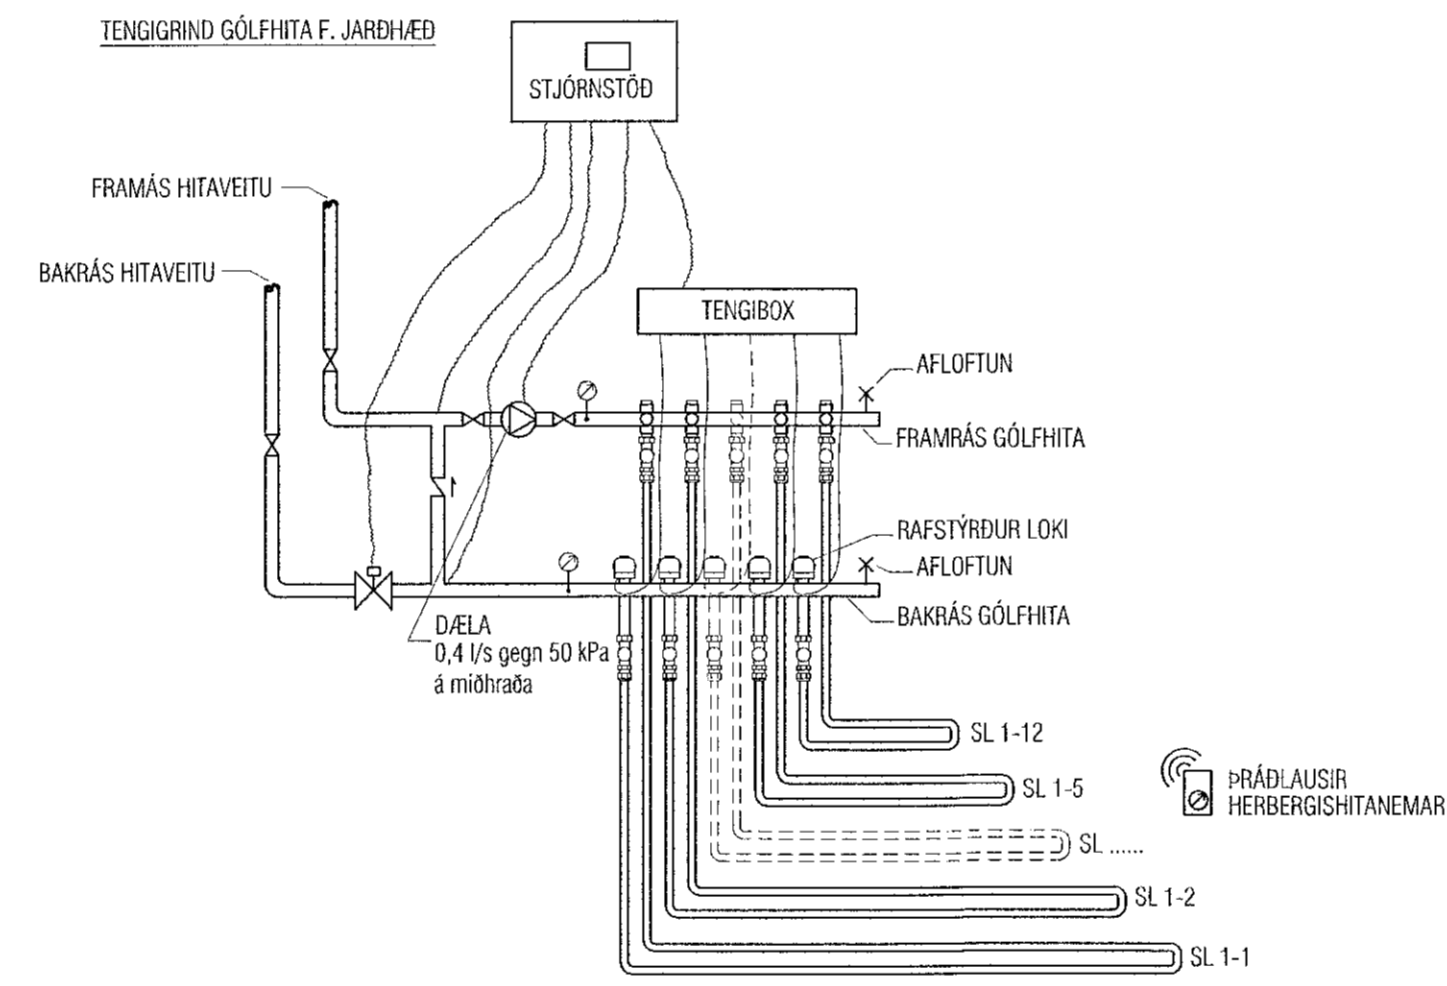 TENGIGRIND GÓLFHITA F. JARÐHÆÐ
STJÓRNSTÖÐ
FRAMÁS HITAVEITU
BAKRÁS HITAVEITU
TENGIBOX
AFLOFTUN
FRAMRÁS GÓLFHITA
RAFSTÝRÐUR LOKI
AFLOFTUN
BAKRÁS GÓLFHITA
DÆLA
0,4 l/s gegn 50 kPa
á miðhraða
SL 1-12
SL 1-5
SL ......
SL 1-2
SL 1-1
ÞRÁÐLAUSIR
HERBERGISHITANEMAR